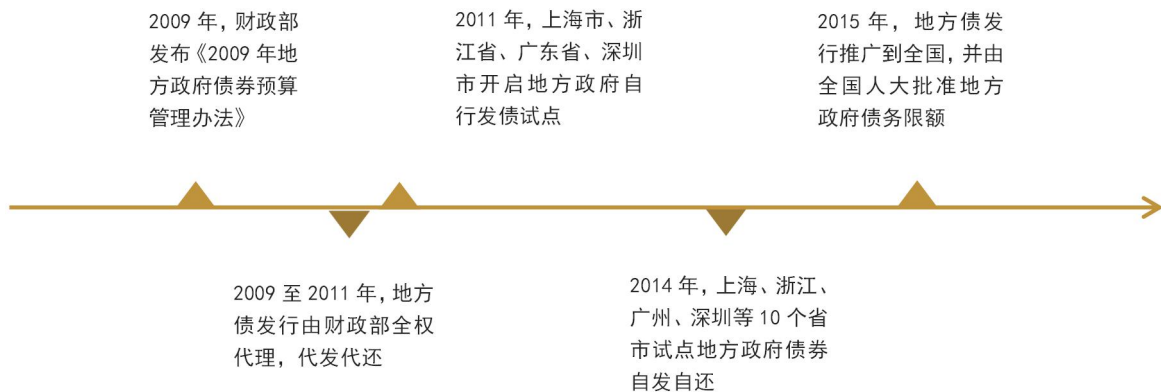 2009 年，财政部
发布《2009 年地
方政府债券预算
管理办法》
2011 年，上海市、浙
江省、广东省、深圳
市开启地方政府自
行发债试点
2015 年，地方债发
行推广到全国，并由
全国人大批准地方
政府债务限额
2009 至 2011 年，地方
债发行由财政部全权
代理，代发代还
2014 年，上海、浙江、
广州、深圳等 10 个省
市试点地方政府债券
自发自还